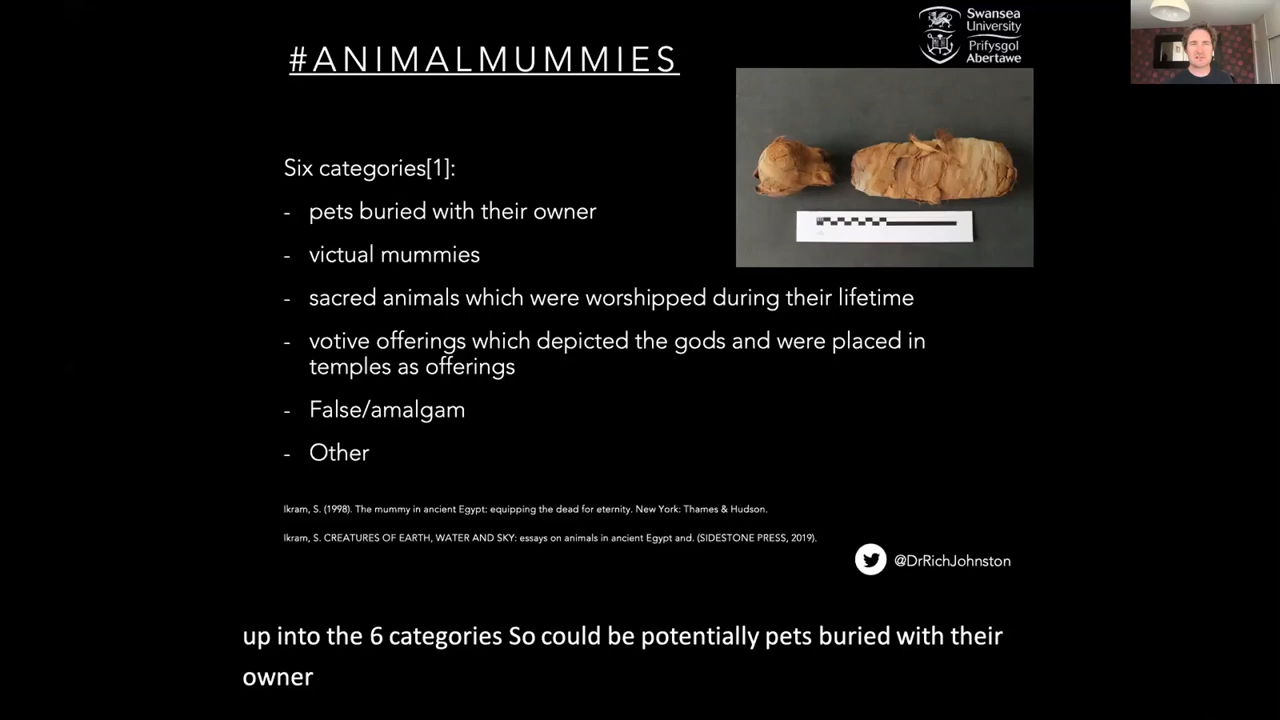 #ANIMALMUMMIES
Swansea
University
Prifysgol
Abertawe
Six categories[1]:
- pets buried with their owner
- victual mummies
- sacred animals which were worshipped during their lifetime
- votive offerings which depicted the gods and were placed in
temples as offerings
- False/amalgam
- Other
Ikram, S. (1998). The mummy in ancient Egypt: equipping the dead for eternity. New York: Thames & Hudson.
Ikram, S. CREATURES OF EARTH, WATER AND SKY: essays on animals in ancient Egypt and. (SIDESTONE PRESS, 2019).
@DrRichJohnston
up into the 6 categories So could be potentially pets buried with their
owner